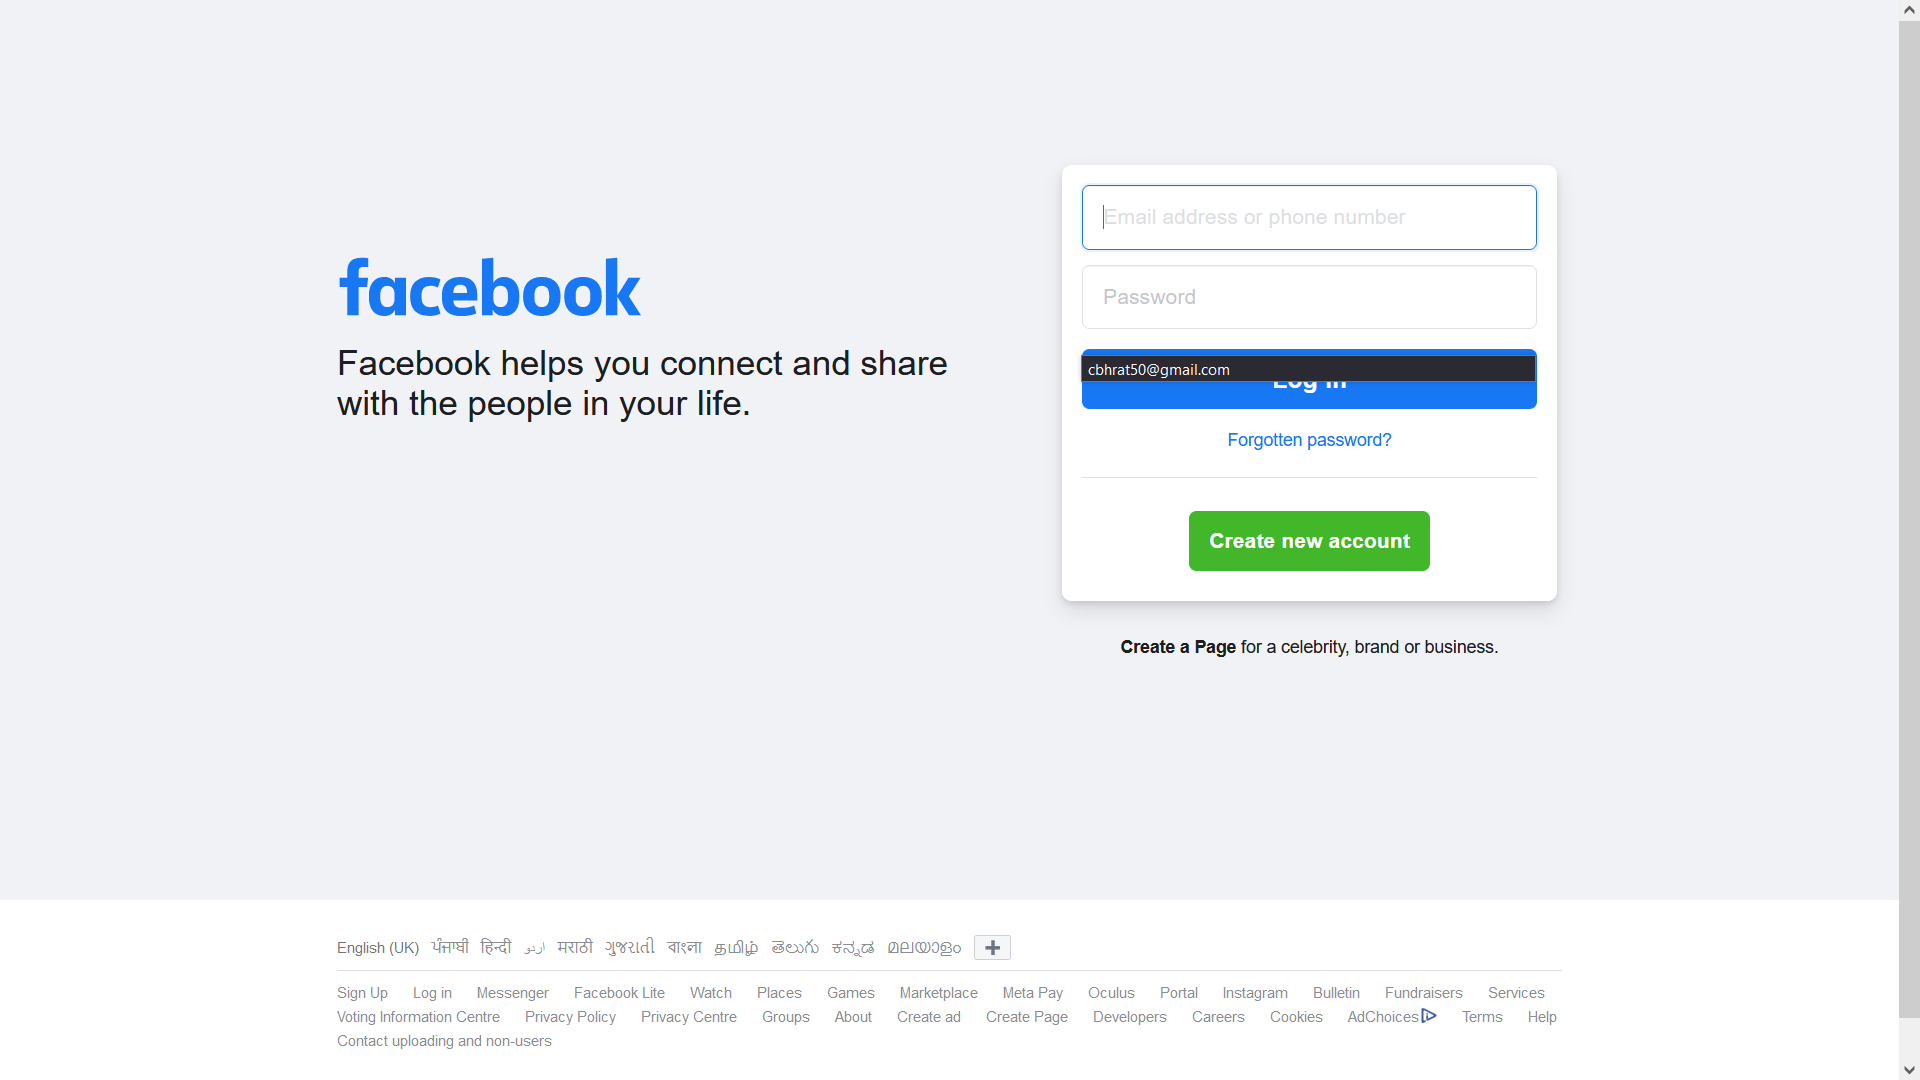 facebook
Facebook helps you connect and share
with the people in your life.
Email address or phone number
Password
cbhrat50@gmail.com
Log in
Forgotten password?
Create new account
Create a Page for a celebrity, brand or business.
English (UK) ਪੰਜਾਬੀ हिन्दी اردو मराठी ગુજરાતી বাংলা தமிழ் తెలుగు ಕನ್ನಡ മലയാളം
Sign Up Log in Messenger Facebook Lite Watch Places Games Marketplace Meta Pay Oculus Portal Instagram Bulletin Fundraisers Services
Voting Information Centre Privacy Policy Privacy Centre Groups About Create ad Create Page Developers Careers Cookies AdChoices Terms Help
Contact uploading and non-users